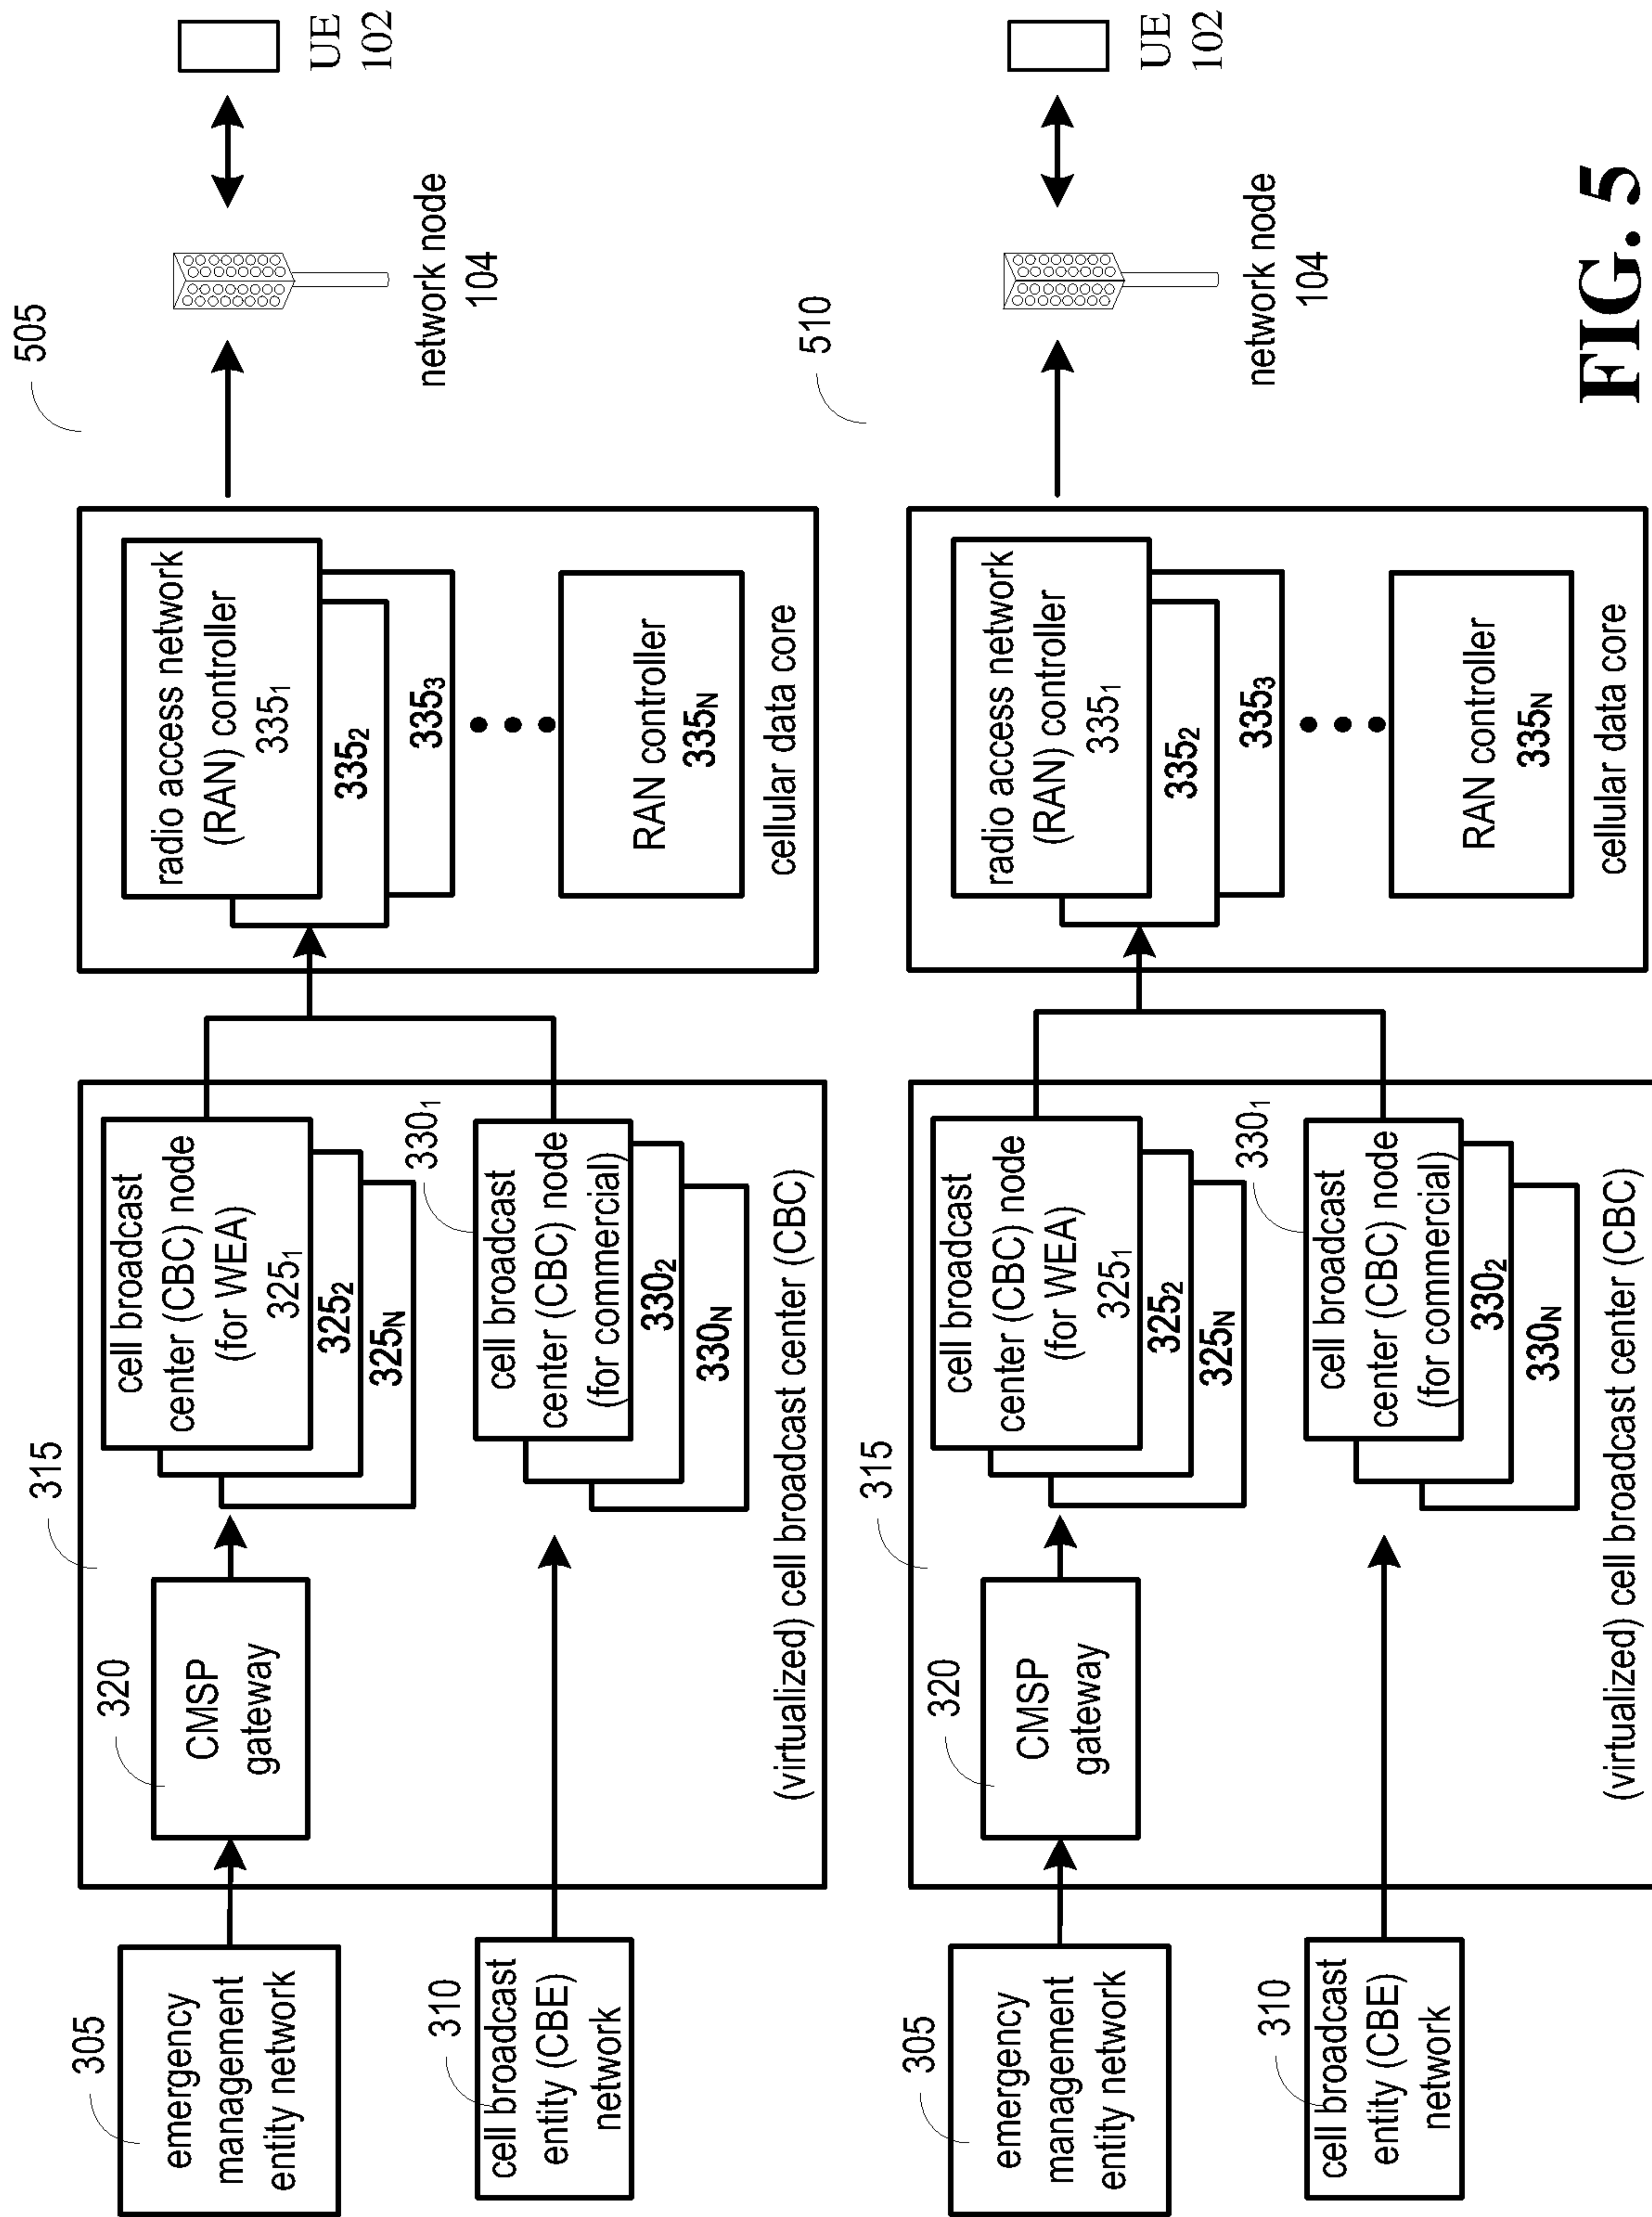 505
305
emergency
management
entity network
310
cell broadcast
entity (CBE)
network
315
320
CMSP
gateway
cell broadcast
center (CBC) node
(for WEA)
325₁
325₂
325N
330₁
cell broadcast
center (CBC) node
(for commercial)
330₂
330N
(virtualized) cell broadcast center (CBC)
radio access network
(RAN) controller
335₁
335₂
335₃
RAN controller
335N
cellular data core
network node
104
UE
102
510
305
emergency
management
entity network
310
cell broadcast
entity (CBE)
network
315
320
CMSP
gateway
cell broadcast
center (CBC) node
(for WEA)
325₁
325₂
325N
330₁
cell broadcast
center (CBC) node
(for commercial)
330₂
330N
(virtualized) cell broadcast center (CBC)
radio access network
(RAN) controller
335₁
335₂
335₃
RAN controller
335N
cellular data core
network node
104
UE
102
FIG. 5